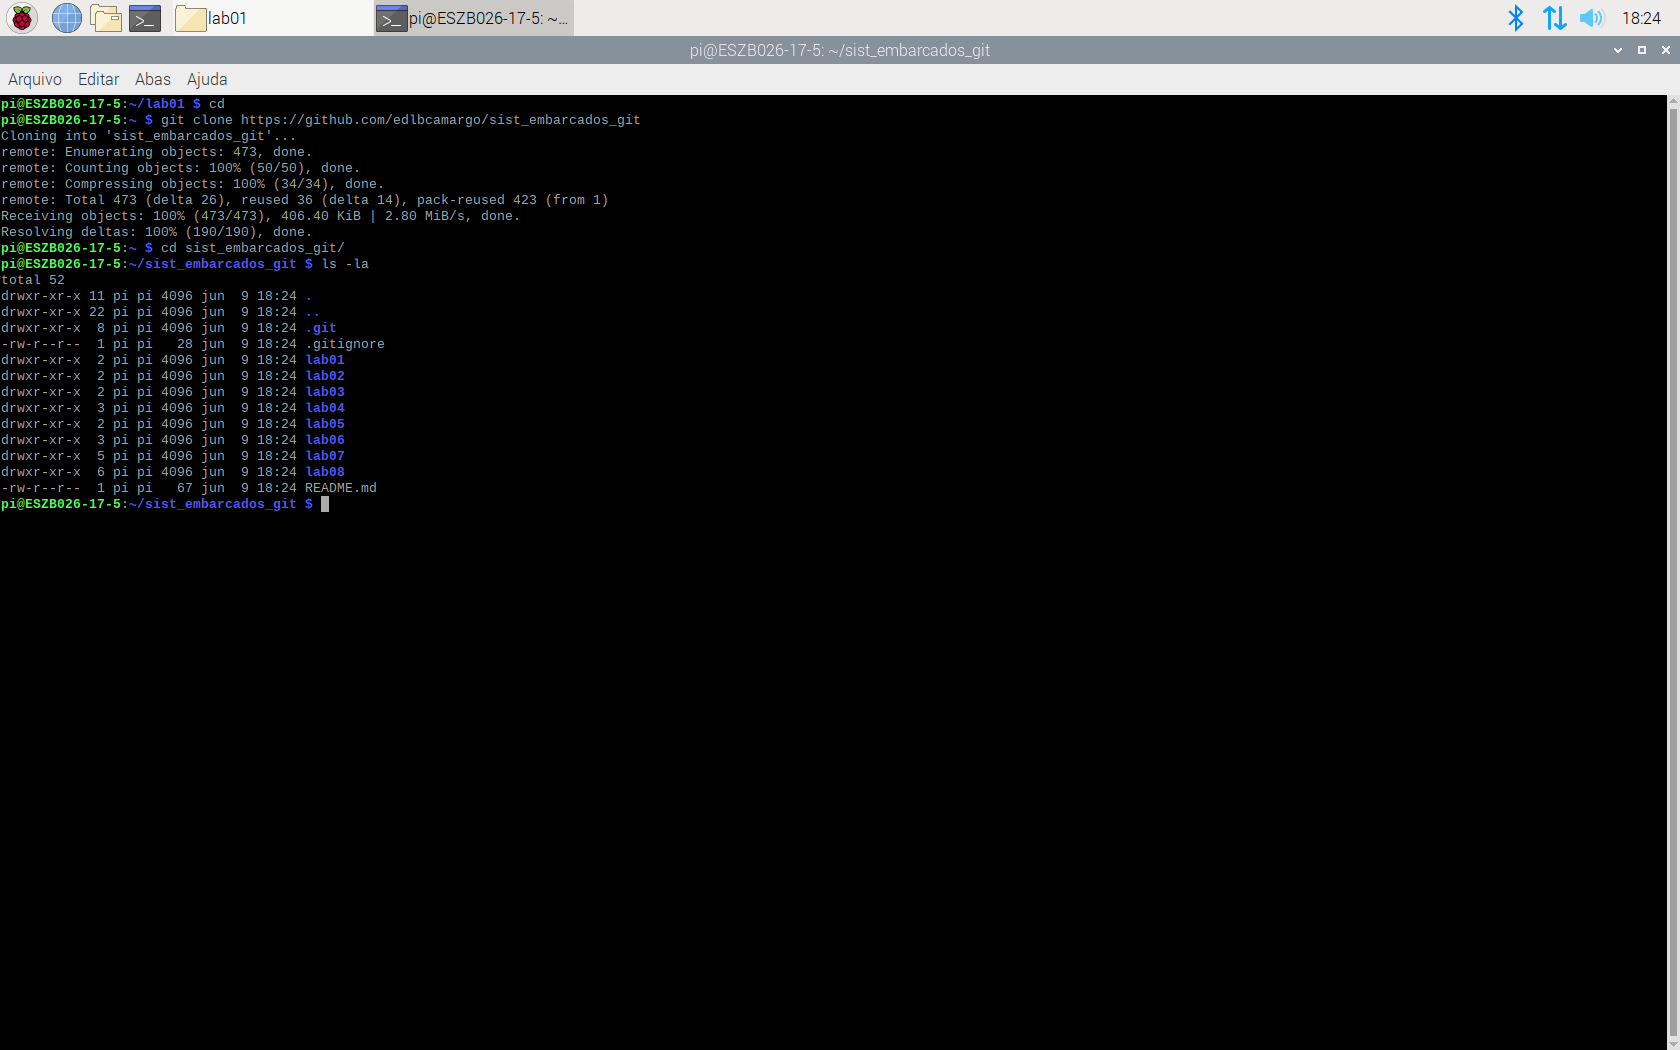 lab01
pi@ESZB026-17-5: ~...
18:24
pi@ESZB026-17-5: ~/sist_embarcados_git
Arquivo Editar Abas Ajuda
pi@ESZB026-17-5:~/lab01 $ cd
pi@ESZB026-17-5:~ $ git clone https://github.com/edlbcamargo/sist_embarcados_git
Cloning into 'sist_embarcados_git'...
remote: Enumerating objects: 473, done.
remote: Counting objects: 100% (50/50), done.
remote: Compressing objects: 100% (34/34), done.
remote: Total 473 (delta 26), reused 36 (delta 14), pack-reused 423 (from 1)
Receiving objects: 100% (473/473), 406.40 KiB | 2.80 MiB/s, done.
Resolving deltas: 100% (190/190), done.
pi@ESZB026-17-5:~ $ cd sist_embarcados_git/
pi@ESZB026-17-5:~/sist_embarcados_git $ ls -la
total 52
drwxr-xr-x 11 pi pi 4096 jun  9 18:24 .
drwxr-xr-x 22 pi pi 4096 jun  9 18:24 ..
drwxr-xr-x  8 pi pi 4096 jun  9 18:24 .git
-rw-r--r--  1 pi pi   28 jun  9 18:24 .gitignore
drwxr-xr-x  2 pi pi 4096 jun  9 18:24 lab01
drwxr-xr-x  2 pi pi 4096 jun  9 18:24 lab02
drwxr-xr-x  2 pi pi 4096 jun  9 18:24 lab03
drwxr-xr-x  3 pi pi 4096 jun  9 18:24 lab04
drwxr-xr-x  2 pi pi 4096 jun  9 18:24 lab05
drwxr-xr-x  3 pi pi 4096 jun  9 18:24 lab06
drwxr-xr-x  5 pi pi 4096 jun  9 18:24 lab07
drwxr-xr-x  6 pi pi 4096 jun  9 18:24 lab08
-rw-r--r--  1 pi pi   67 jun  9 18:24 README.md
pi@ESZB026-17-5:~/sist_embarcados_git $